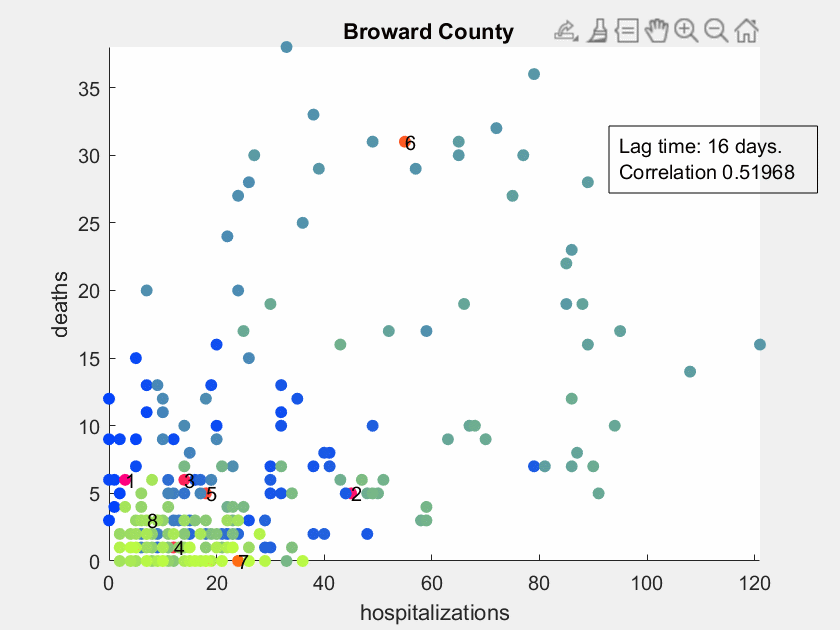 Broward County
Lag time: 16 days.
Correlation 0.51968
deaths
35
30
25
20
15
10
5
0
6
1
3
5
2
8
4
7
0 20 40 60 80 100 120
hospitalizations